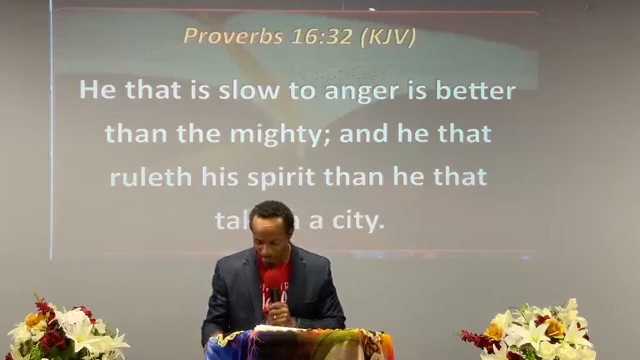 Proverbs 16:32 (KJV)
He that is slow to anger is better
than the mighty; and he that
ruleth his spirit than he that
a city.